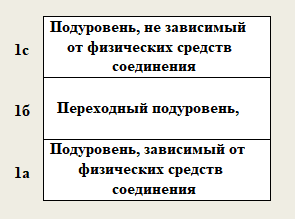 Подуровень, не зависимый
1с
от физических средств
соединения
1б
Переходный подуровень,
Подуровень, зависимый от
1а
физических средств
соединения